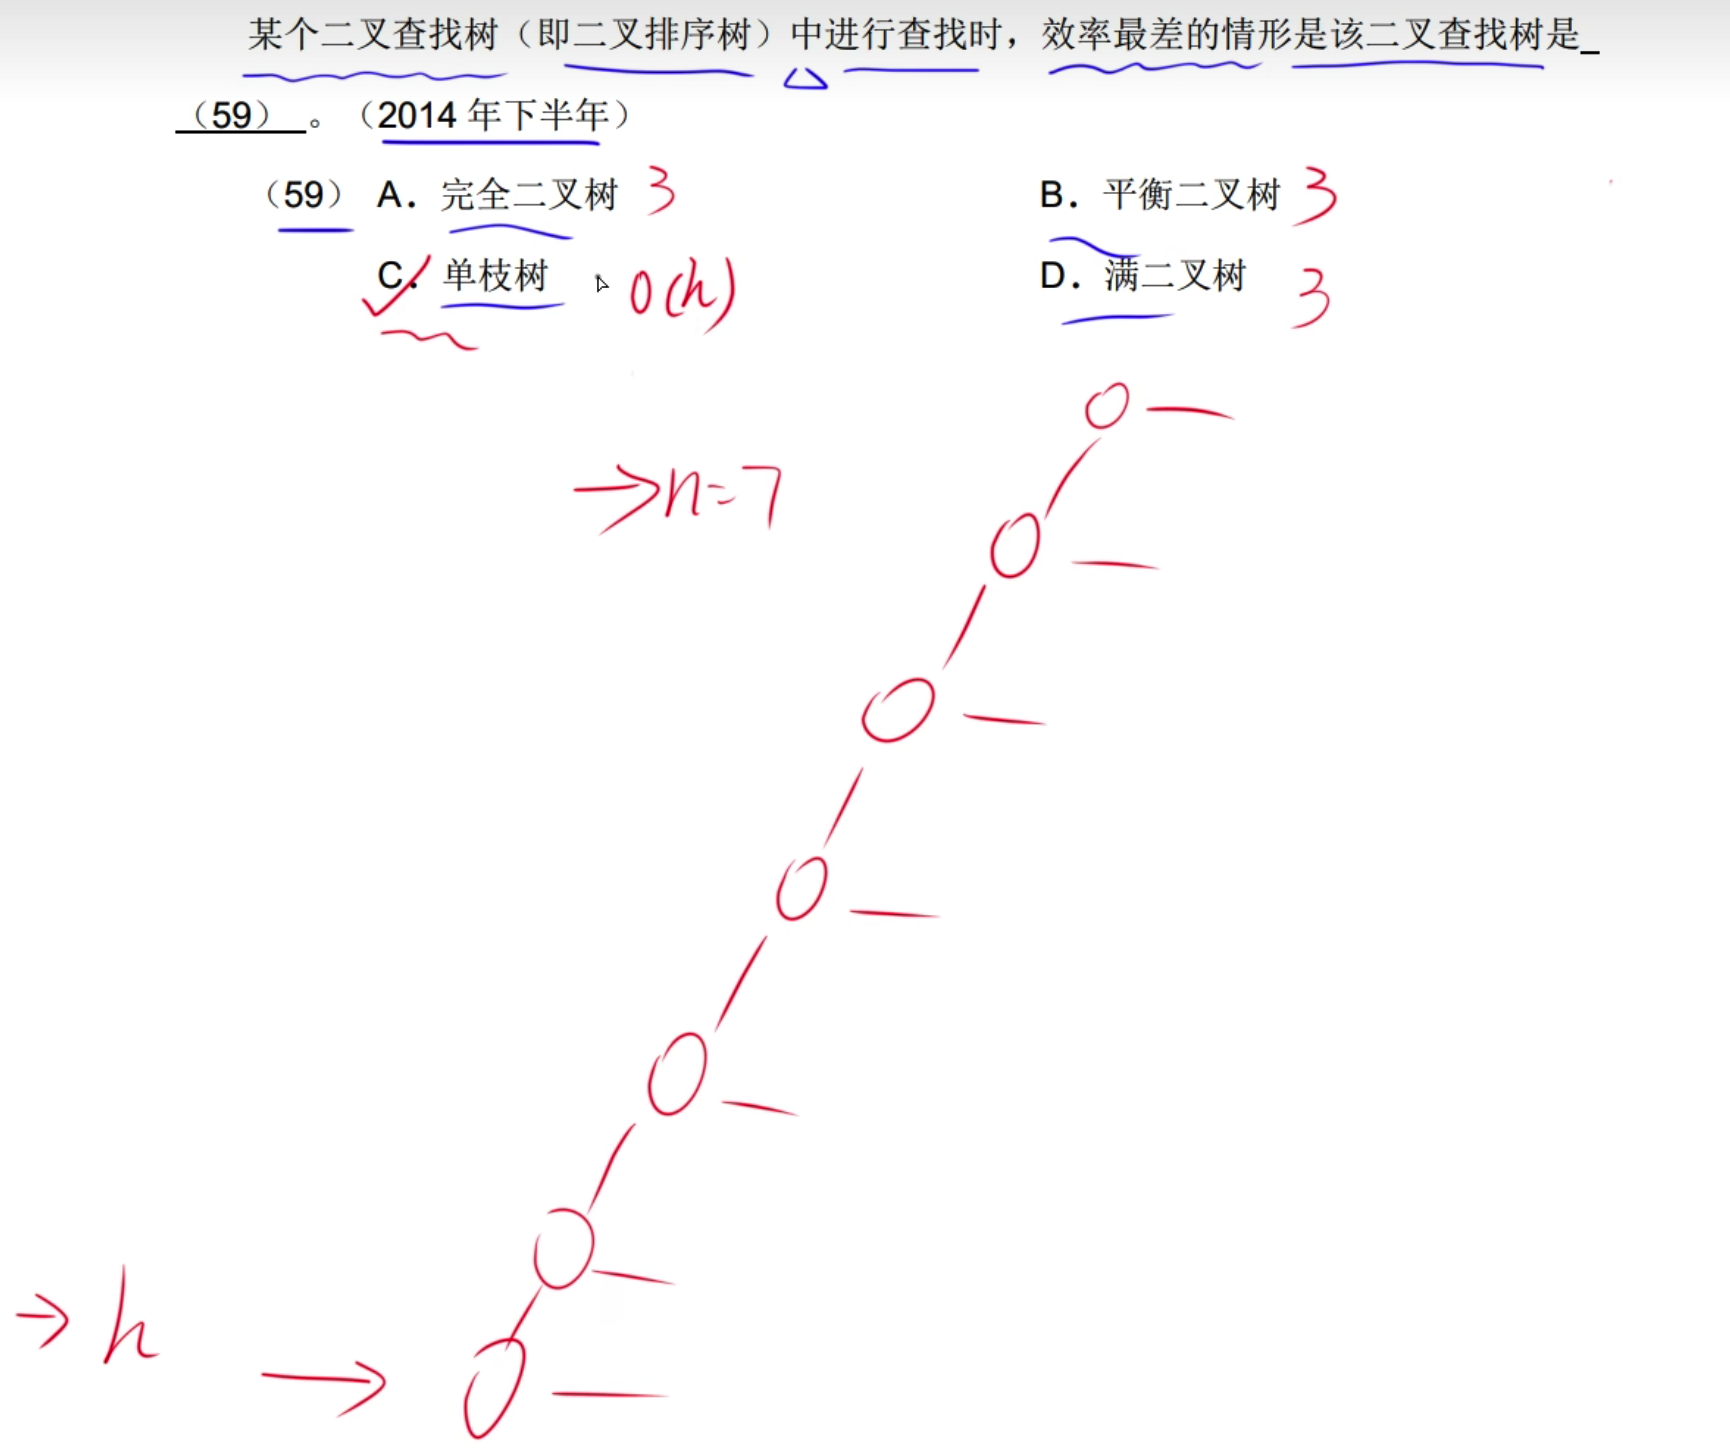 某个二叉查找树（即二叉排序树）中进行查找时，效率最差的情形是该二叉查找树是
（59） 。（2014 年下半年）
（59） A．完全二叉树 3 B．平衡二叉树 3
C．单枝树 O(h) D．满二叉树 3
→n=7
→h